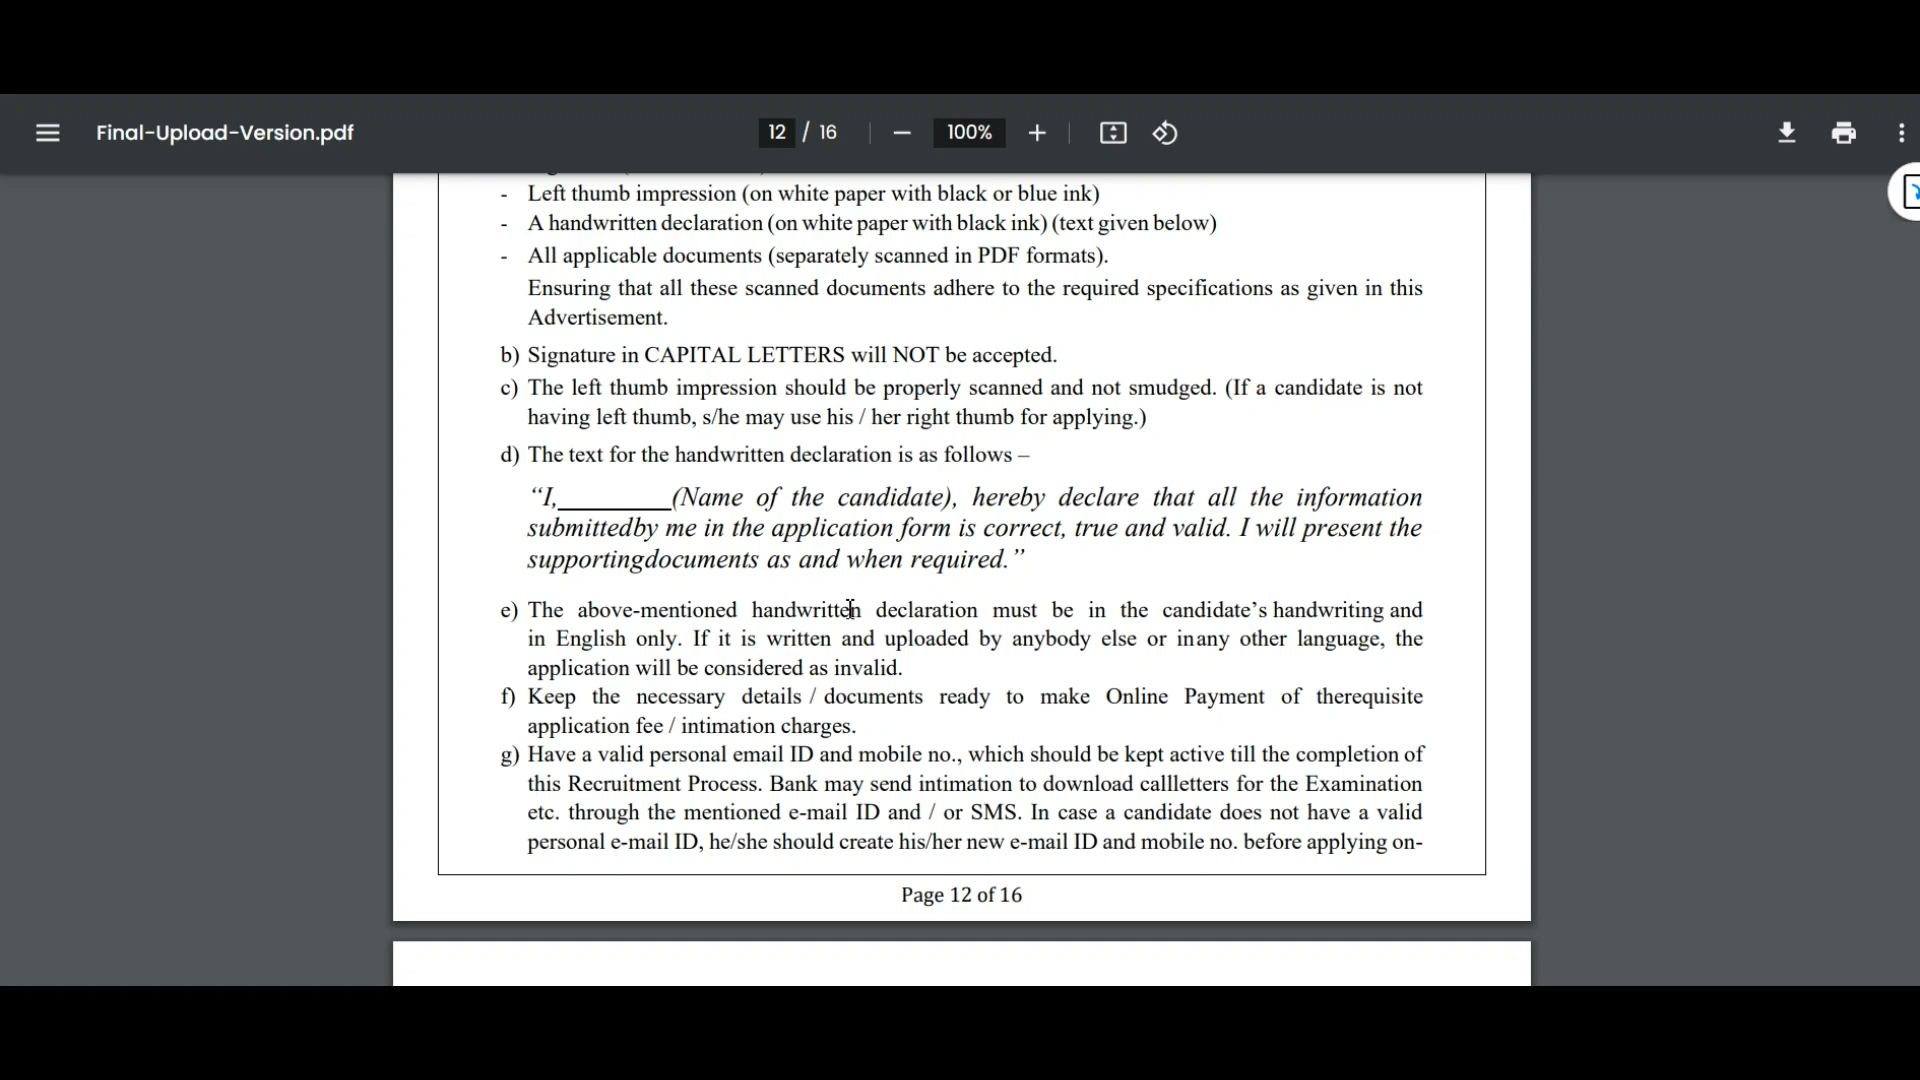 Final-Upload-Version.pdf
12 / 16
100%
- Left thumb impression (on white paper with black or blue ink)
- A handwritten declaration (on white paper with black ink) (text given below)
- All applicable documents (separately scanned in PDF formats).
Ensuring that all these scanned documents adhere to the required specifications as given in this
Advertisement.
b) Signature in CAPITAL LETTERS will NOT be accepted.
c) The left thumb impression should be properly scanned and not smudged. (If a candidate is not
having left thumb, s/he may use his / her right thumb for applying.)
d) The text for the handwritten declaration is as follows –
“I,_________(Name of the candidate), hereby declare that all the information
submittedby me in the application form is correct, true and valid. I will present the
supportingdocuments as and when required.”
e) The above-mentioned handwritten declaration must be in the candidate’s handwriting and
in English only. If it is written and uploaded by anybody else or inany other language, the
application will be considered as invalid.
f) Keep the necessary details / documents ready to make Online Payment of therequisite
application fee / intimation charges.
g) Have a valid personal email ID and mobile no., which should be kept active till the completion of
this Recruitment Process. Bank may send intimation to download callletters for the Examination
etc. through the mentioned e-mail ID and / or SMS. In case a candidate does not have a valid
personal e-mail ID, he/she should create his/her new e-mail ID and mobile no. before applying on-
Page 12 of 16